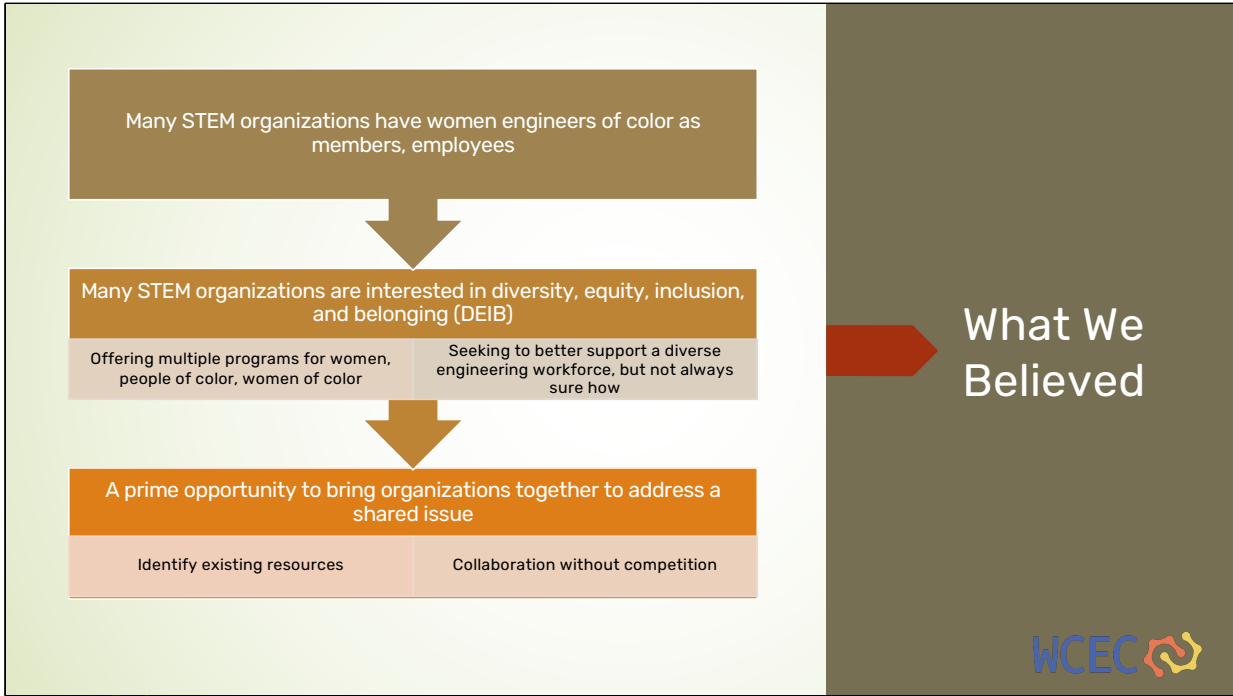 Many STEM organizations have women engineers of color as
members, employees
Many STEM organizations are interested in diversity, equity, inclusion,
and belonging (DEIB)
Offering multiple programs for women,
people of color, women of color
Seeking to better support a diverse
engineering workforce, but not always
sure how
A prime opportunity to bring organizations together to address a
shared issue
Identify existing resources
Collaboration without competition
What We
Believed
WCEC